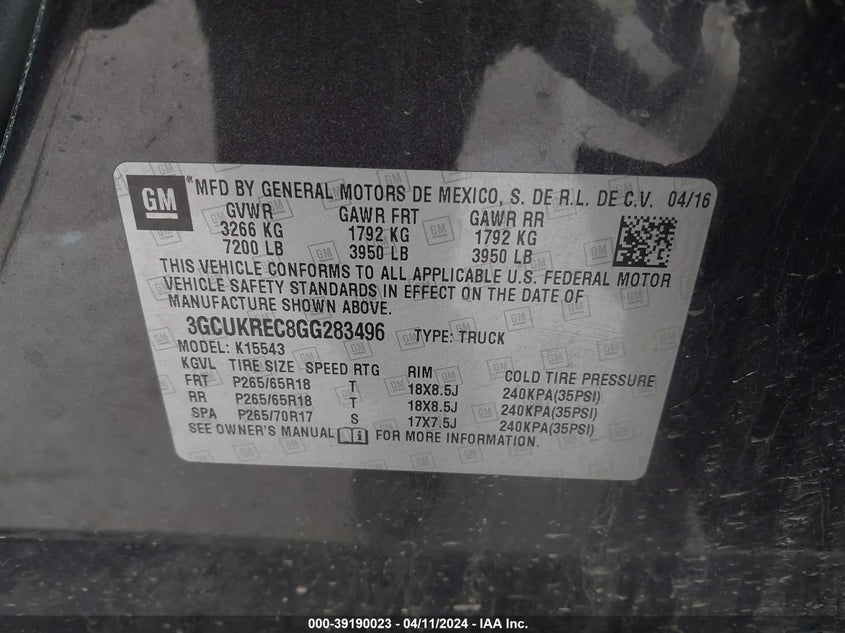 GM ® MFD BY GENERAL MOTORS DE MEXICO, S. DE R.L. DE C.V. 04/16
GVWR GAWR FRT GAWR RR
3266 KG 1792 KG 1792 KG
7200 LB 3950 LB 3950 LB
THIS VEHICLE CONFORMS TO ALL APPLICABLE U.S. FEDERAL MOTOR
VEHICLE SAFETY STANDARDS IN EFFECT ON THE DATE OF
MANUFACTURE SHOWN ABOVE.
3GCUKREC8GG283496 TYPE: TRUCK
MODEL: K15543
KGVL TIRE SIZE SPEED RTG RIM COLD TIRE PRESSURE
FRT P265/65R18 T 18X8.5J 240KPA(35PSI)
RR P265/65R18 T 18X8.5J 240KPA(35PSI)
SPA P265/70R17 S 17X7.5J 240KPA(35PSI)
SEE OWNER'S MANUAL FOR MORE INFORMATION.
000-39190023 - 04/11/2024 - IAA Inc.